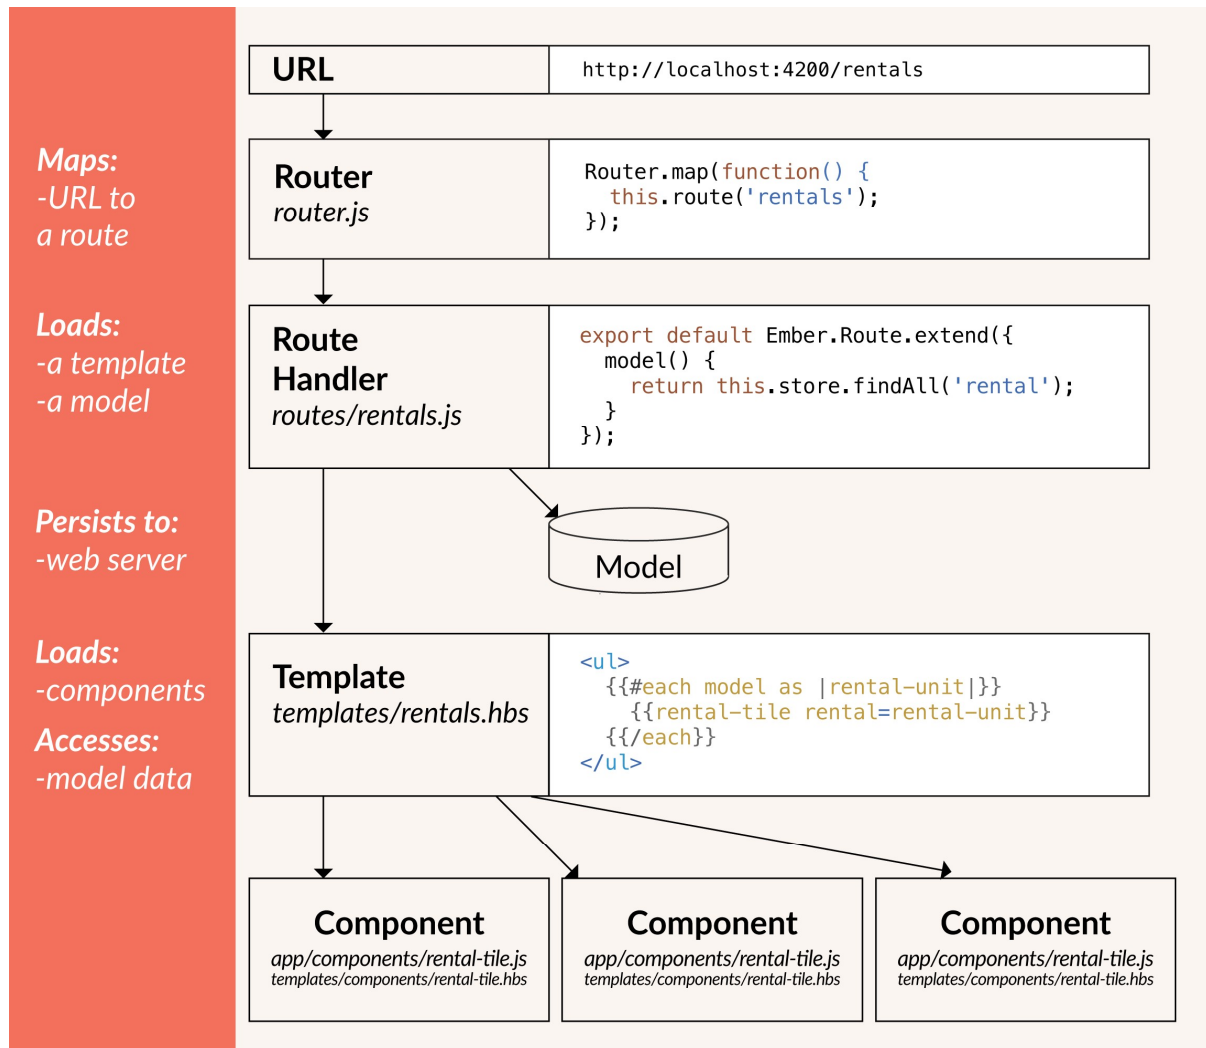 URL
http://localhost:4200/rentals
Maps:
-URL to
a route
Router
router.js
Router.map(function() {
  this.route('rentals');
});
Loads:
-a template
-a model
Route
Handler
routes/rentals.js
export default Ember.Route.extend({
  model() {
    return this.store.findAll('rental');
  }
});
Persists to:
-web server
Model
Loads:
-components
Accesses:
-model data
Template
templates/rentals.hbs
<ul>
  {{#each model as |rental-unit|}}
    {{rental-tile rental=rental-unit}}
  {{/each}}
</ul>
Component
app/components/rental-tile.js
templates/components/rental-tile.hbs
Component
app/components/rental-tile.js
templates/components/rental-tile.hbs
Component
app/components/rental-tile.js
templates/components/rental-tile.hbs